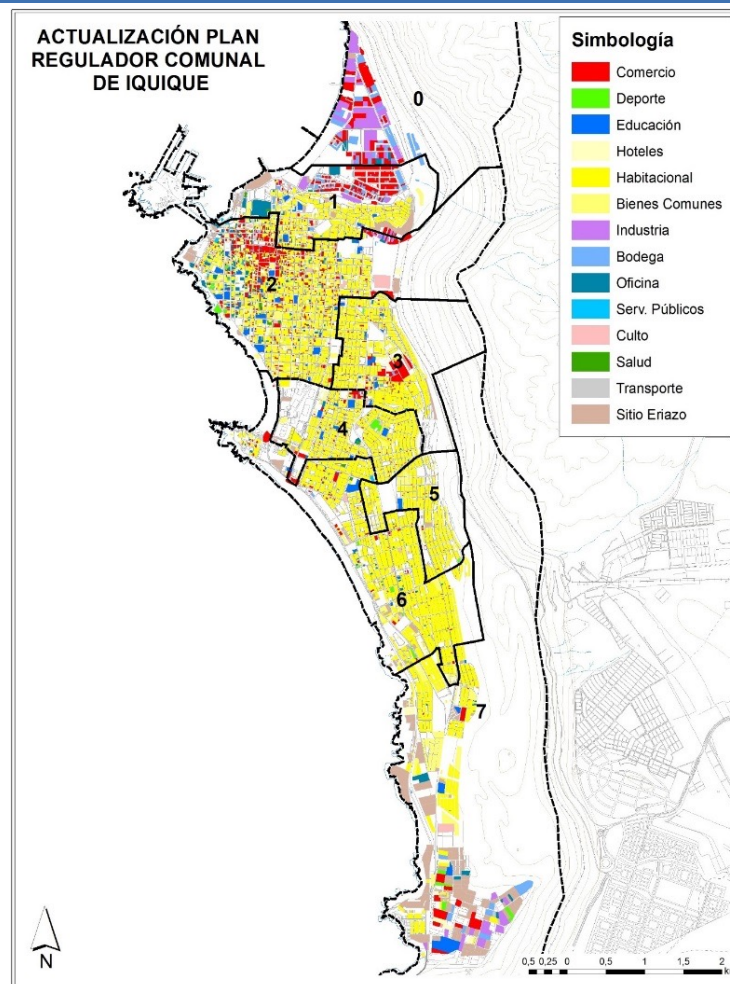 ACTUALIZACIÓN PLAN
REGULADOR COMUNAL
DE IQUIQUE
Simbología
Comercio
Deporte
Educación
Hoteles
Habitacional
Bienes Comunes
Industria
Bodega
Oficina
Serv. Públicos
Culto
Salud
Transporte
Sitio Eriazo
0
1
2
3
4
5
6
7
N
0,5 0,25 0 0,5 1 1,5 2